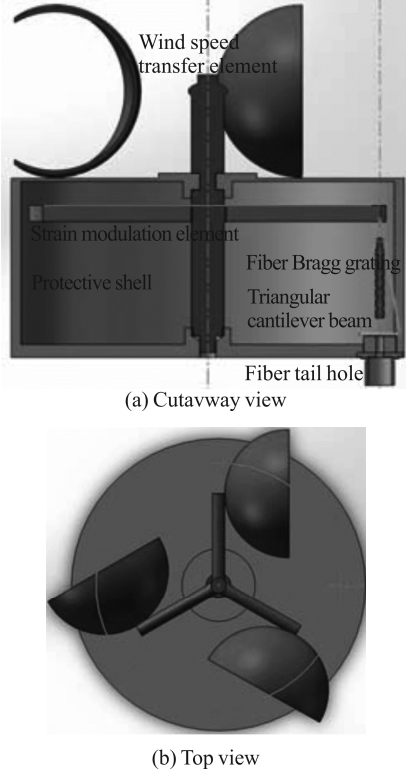 Wind speed
transfer element
Strain modulation element
Fiber Bragg grating
Protective shell
Triangular
cantilever beam
Fiber tail hole
(a) Cutavway view
(b) Top view